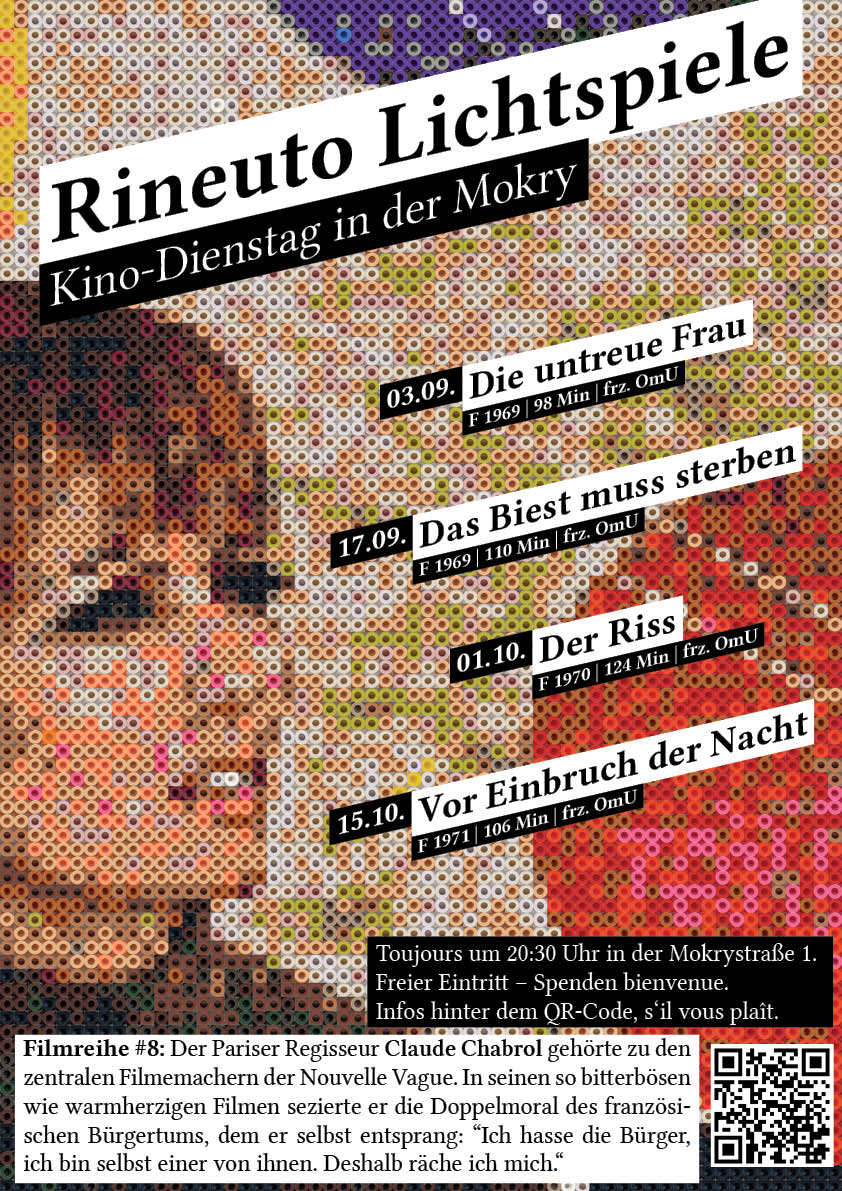 Rineuto Lichtspiele
Kino-Dienstag in der Mokry
03.09. Die untreue Frau
F 1969 | 98 Min | frz. OmU
17.09. Das Biest muss sterben
F 1969 | 110 Min | frz. OmU
01.10. Der Riss
F 1970 | 124 Min | frz. OmU
15.10. Vor Einbruch der Nacht
F 1971 | 106 Min | frz. OmU
Toujours um 20:30 Uhr in der Mokrystraße 1.
Freier Eintritt – Spenden bienvenue.
Infos hinter dem QR-Code, s‘il vous plaît.
Filmreihe #8: Der Pariser Regisseur Claude Chabrol gehörte zu den
zentralen Filmemachern der Nouvelle Vague. In seinen so bitterbösen
wie warmherzigen Filmen sezierte er die Doppelmoral des französi-
schen Bürgertums, dem er selbst entsprang: “Ich hasse die Bürger,
ich bin selbst einer von ihnen. Deshalb räche ich mich.“